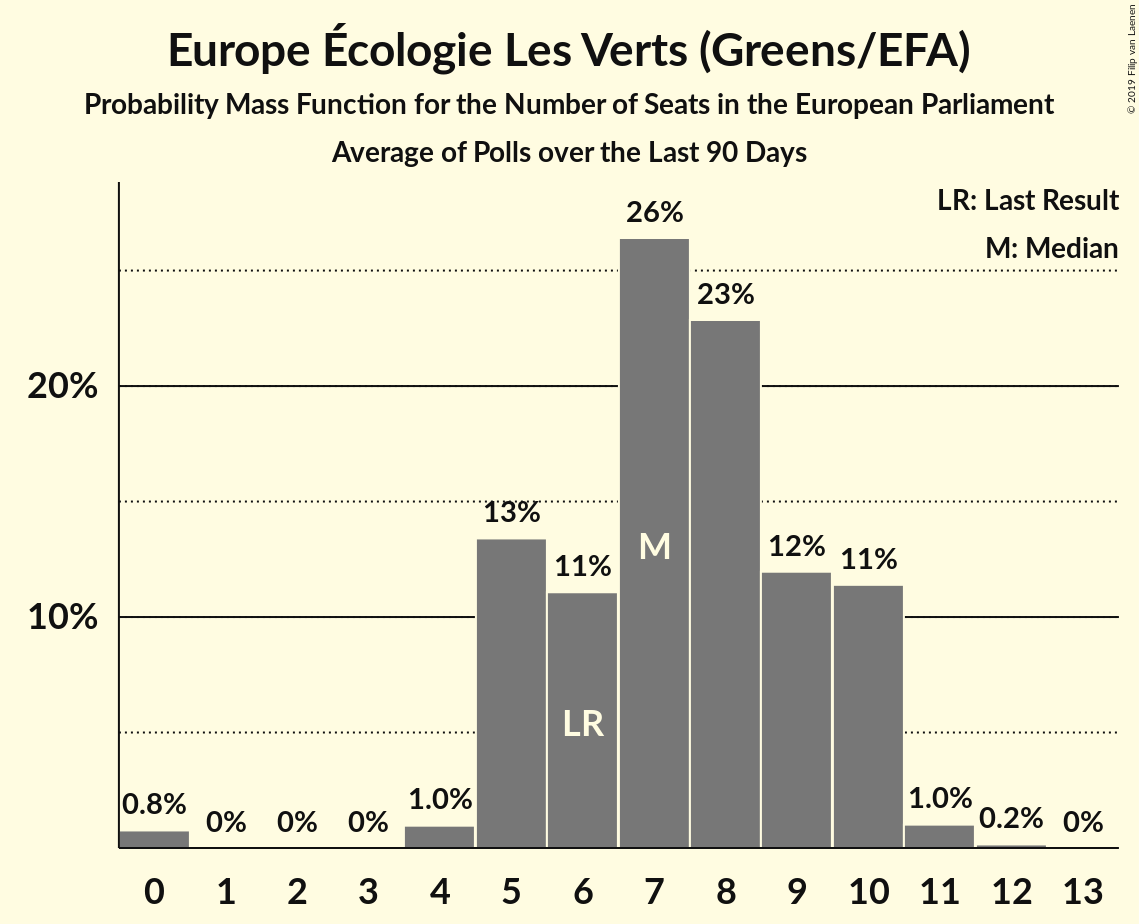 Europe Écologie Les Verts (Greens/EFA)
Probability Mass Function for the Number of Seats in the European Parliament
Average of Polls over the Last 90 Days
© 2019 Filip van Laenen
LR: Last Result
M: Median
26%
23%
20%
13%
12%
11%
11%
M
10%
LR
0.8%
0%
0%
0%
1.0%
1.0%
0.2%
0%
0 1 2 3 4 5 6 7 8 9 10 11 12 13